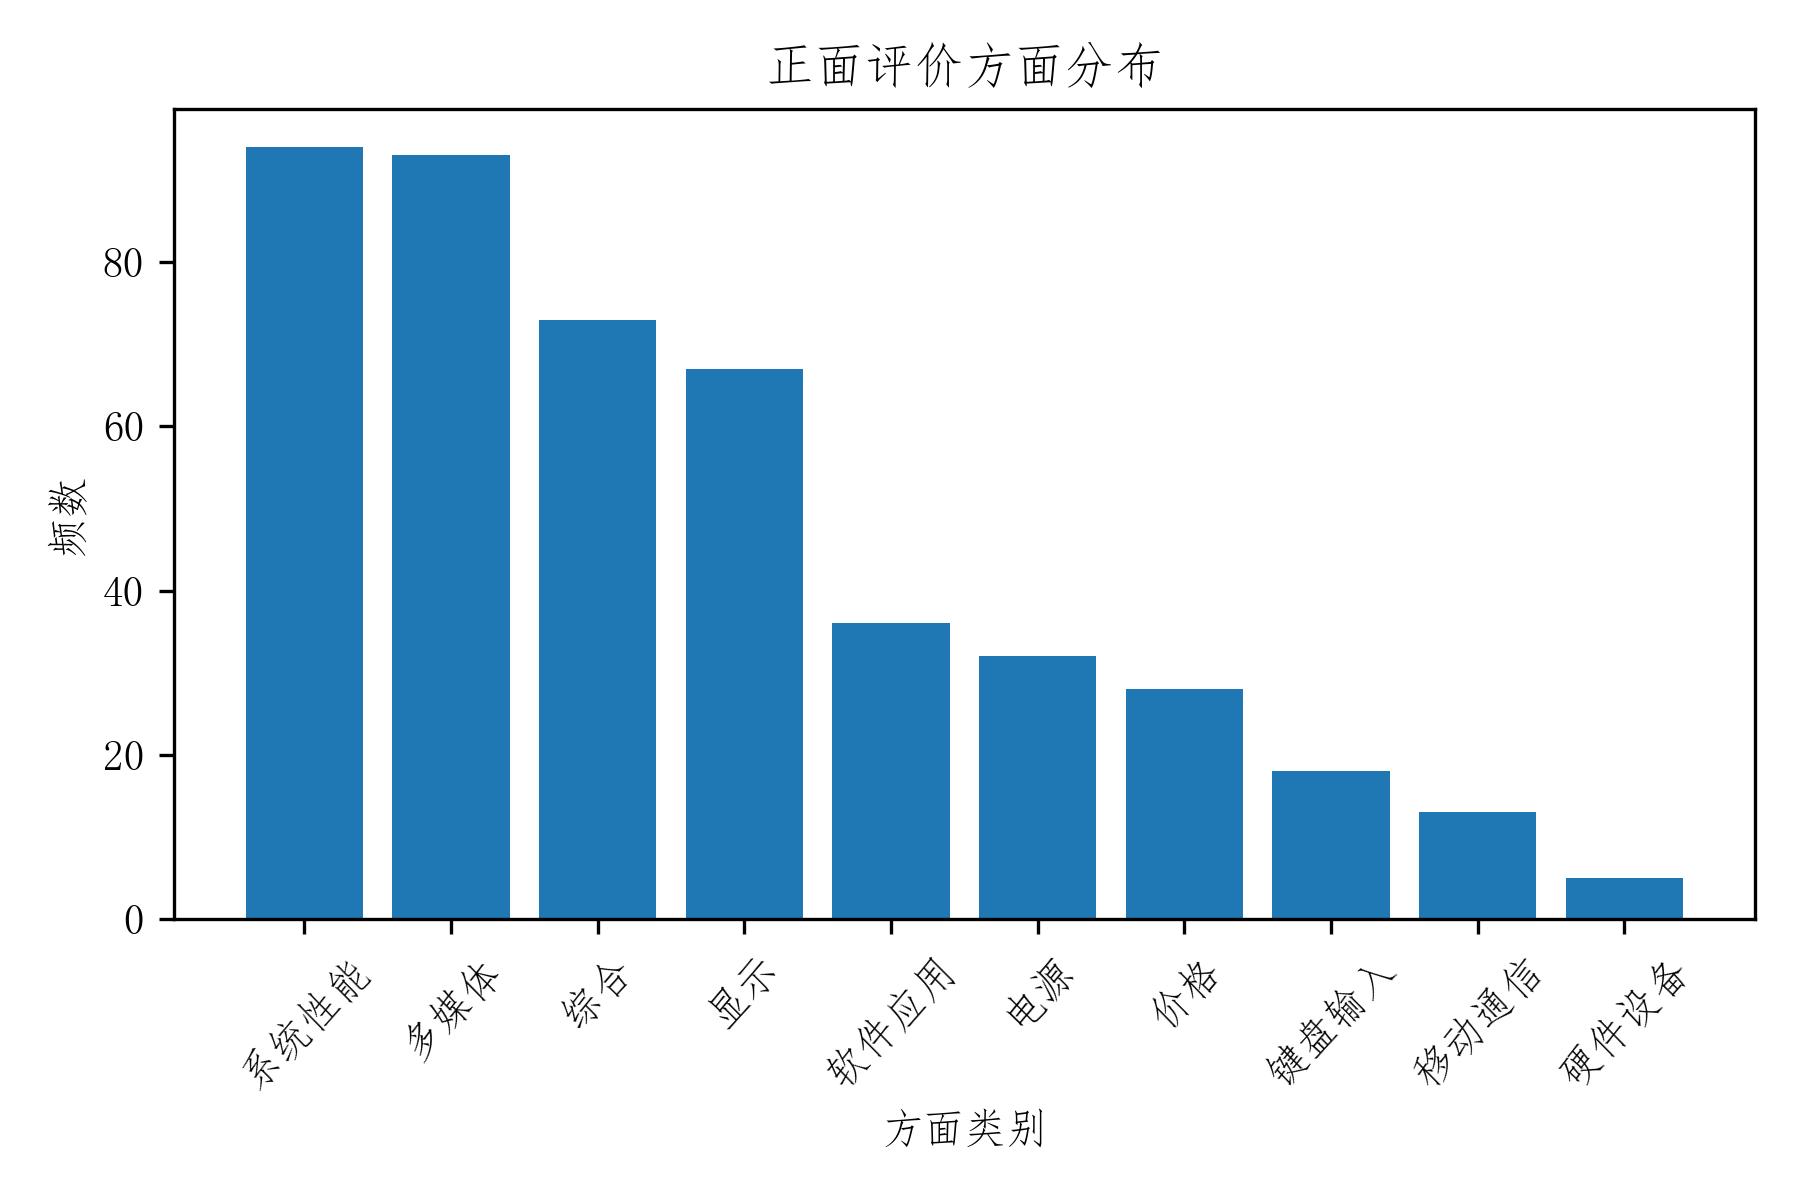 正面评价方面分布
频数
80
60
40
20
0
系统性能
多媒体
综合
显示
软件应用
电源
价格
键盘输入
移动通信
硬件设备
方面类别